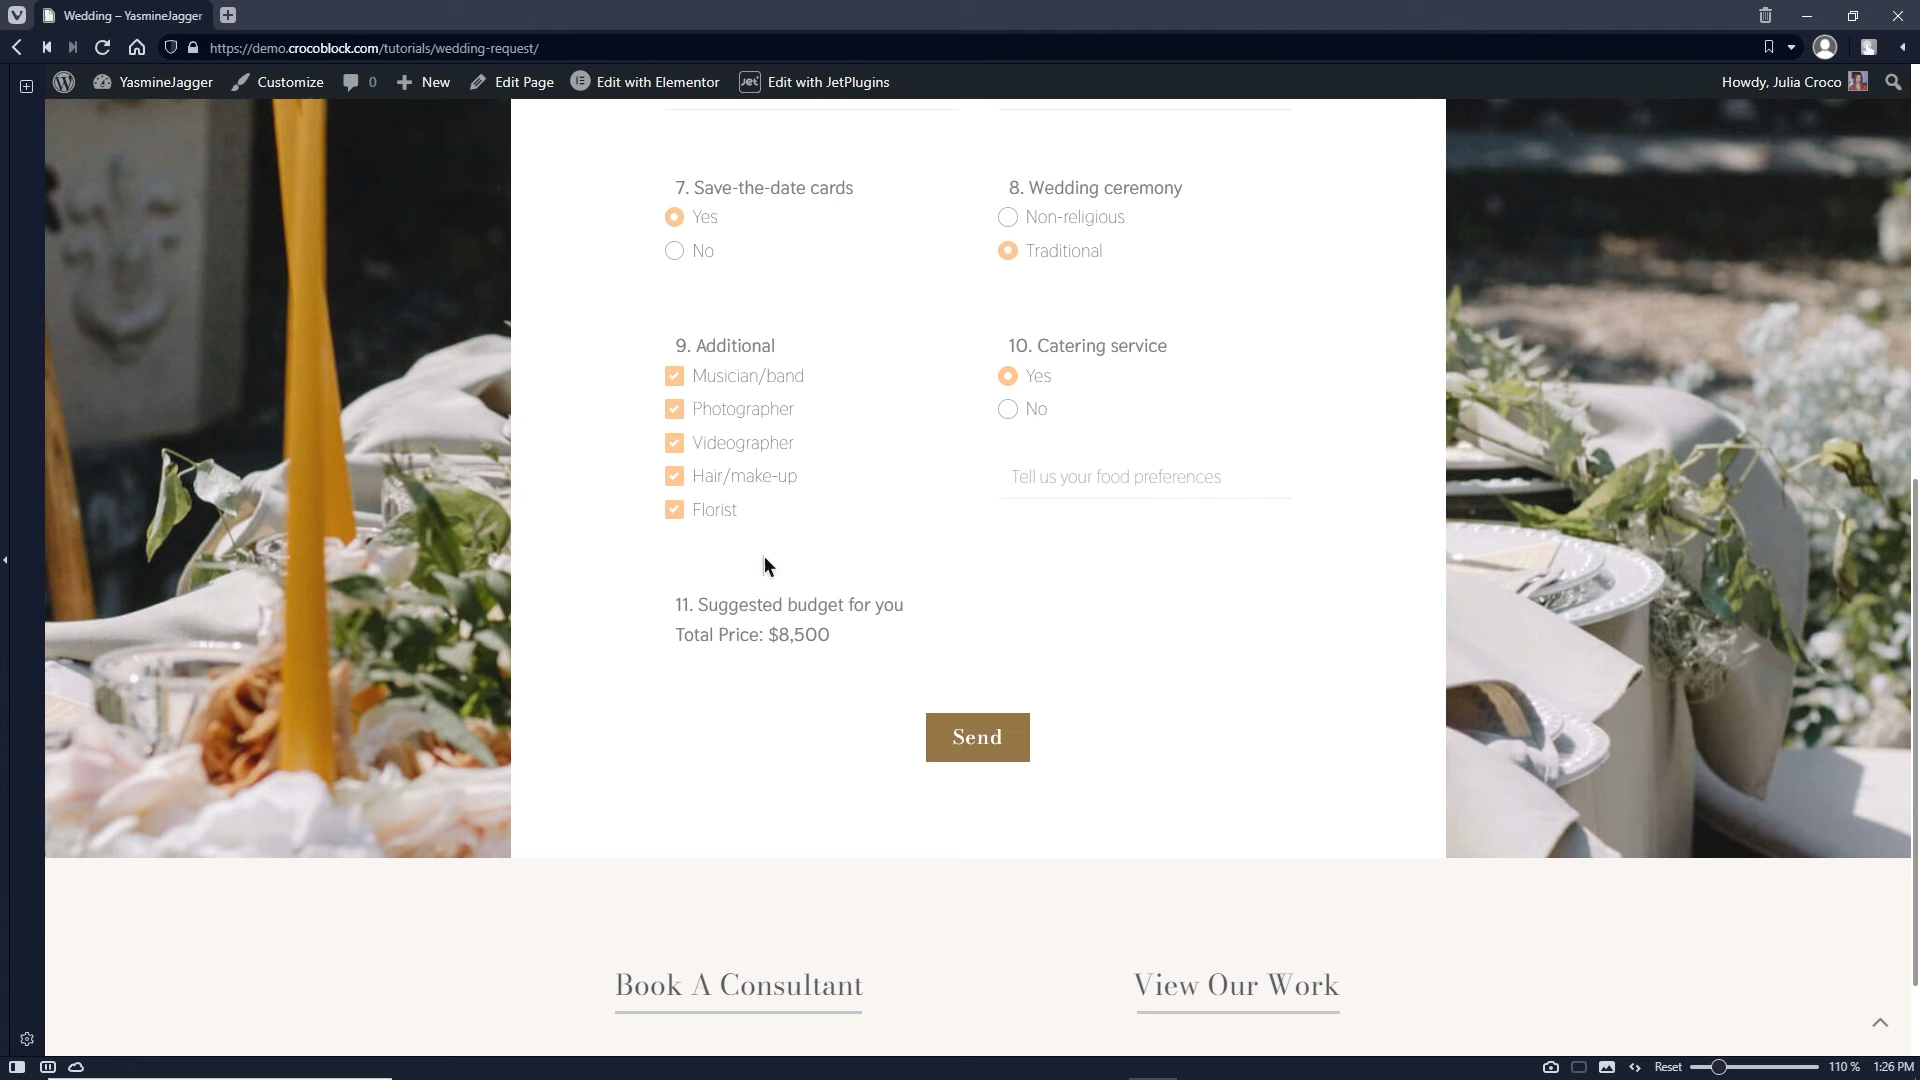 Wedding – YasmineJagger
https://demo.crocoblock.com/tutorials/wedding-request/
YasmineJagger Customize 0 New Edit Page Edit with Elementor Jet Edit with JetPlugins Howdy, Julia Croco
7. Save-the-date cards
Yes
No
8. Wedding ceremony
Non-religious
Traditional
9. Additional
Musician/band
Photographer
Videographer
Hair/make-up
Florist
10. Catering service
Yes
No
Tell us your food preferences
11. Suggested budget for you
Total Price: $8,500
Send
Book A Consultant
View Our Work
Reset 110 % 1:26 PM